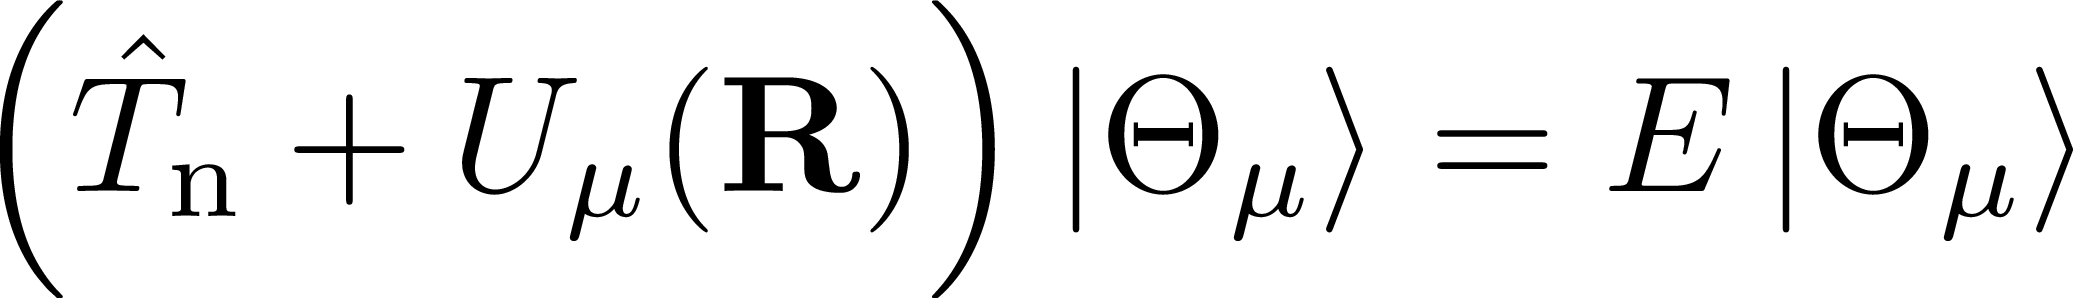 (T̂ₙ + U_μ(𝐑)) |Θ_μ⟩ = E |Θ_μ⟩